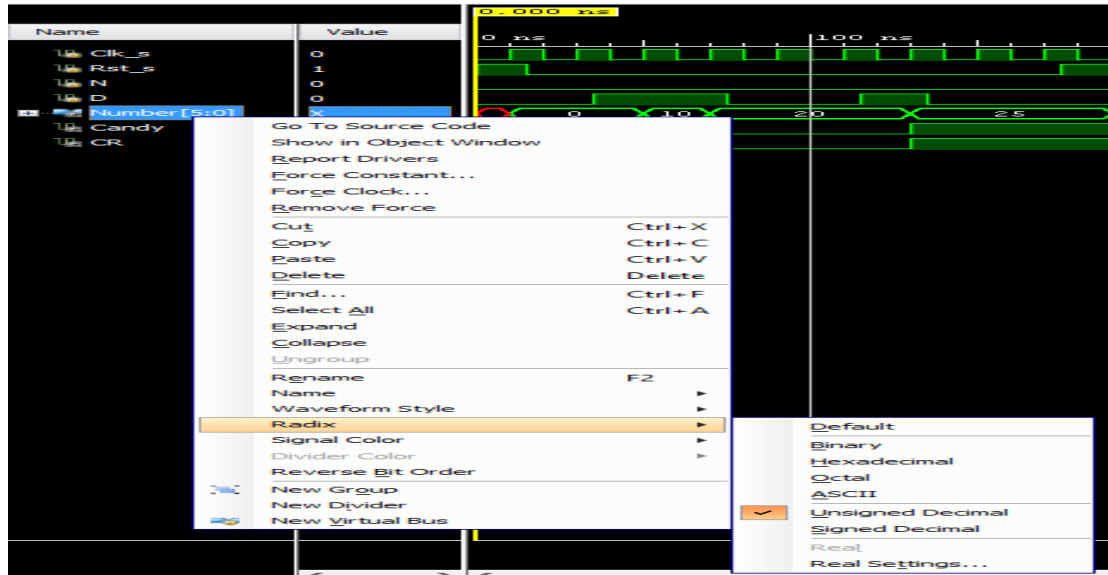 0.000 ns
Name Value
0 ns 100 ns
Clk_s 0
Rst_s 1
N 0
D 0
Number[5:0] X 0 10 20 25
Candy
CR
Go To Source Code
Show in Object Window
Report Drivers
Force Constant...
Force Clock...
Remove Force
Cut Ctrl+X
Copy Ctrl+C
Paste Ctrl+V
Delete Delete
Find... Ctrl+F
Select All Ctrl+A
Expand
Collapse
Ungroup
Rename F2
Name
Waveform Style
Radix
Signal Color
Divider Color
Reverse Bit Order
New Group
New Divider
New Virtual Bus
Default
Binary
Hexadecimal
Octal
ASCII
Unsigned Decimal
Signed Decimal
Real
Real Settings...